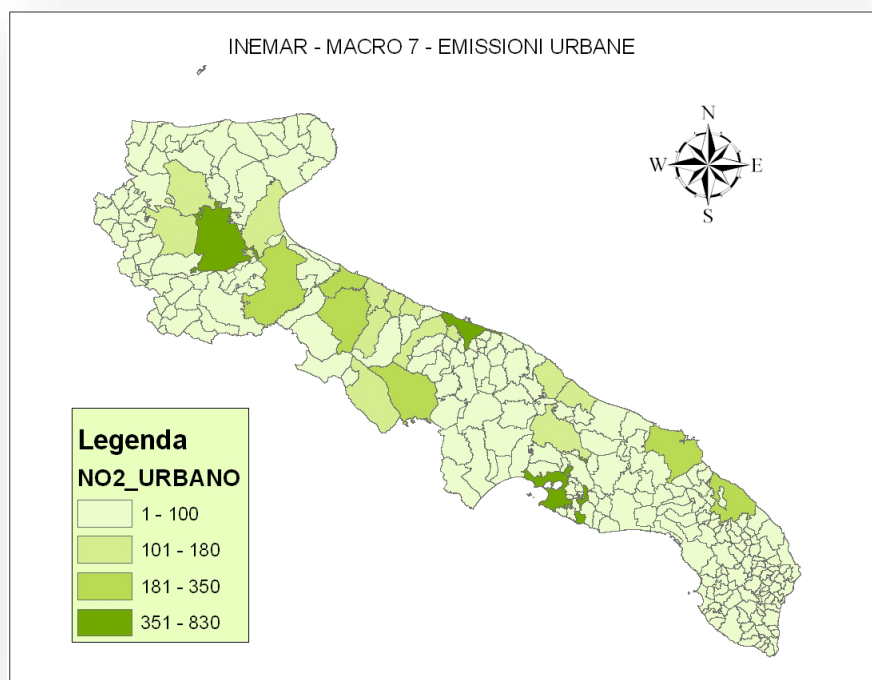 INEMAR - MACRO 7 - EMISSIONI URBANE
N
W E
S
Legenda
NO2_URBANO
1 - 100
101 - 180
181 - 350
351 - 830